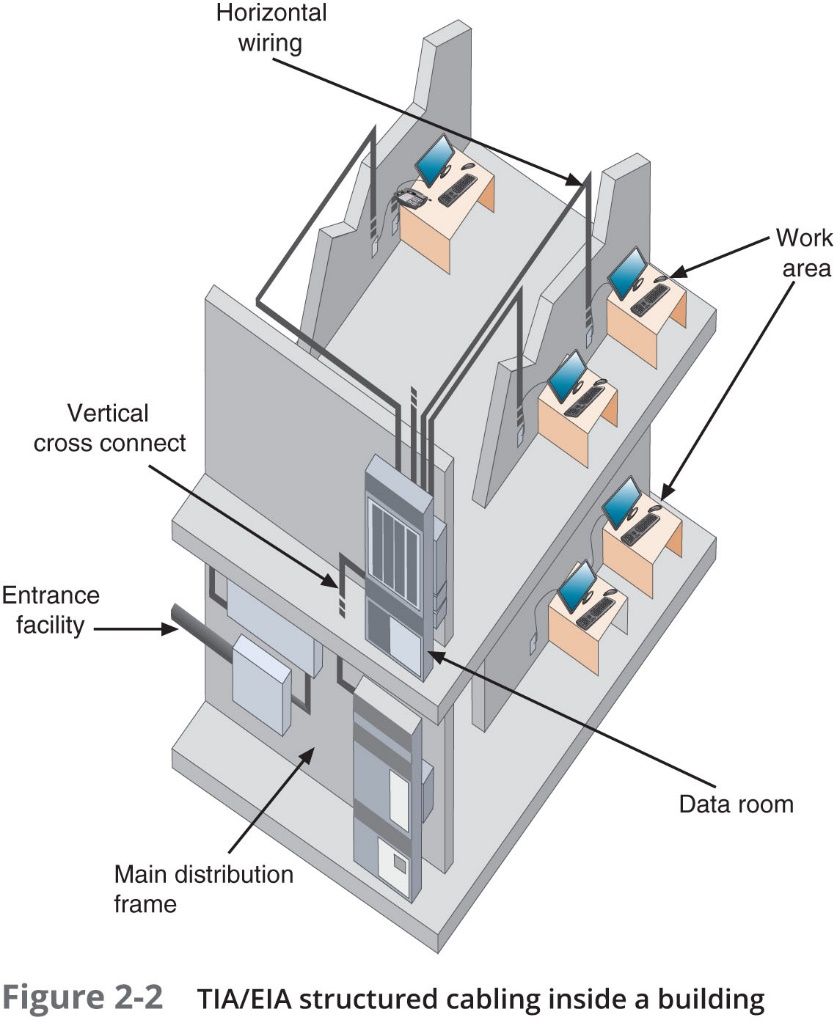 Horizontal
wiring
Work
area
Vertical
cross connect
Entrance
facility
Data room
Main distribution
frame
Figure 2-2 TIA/EIA structured cabling inside a building